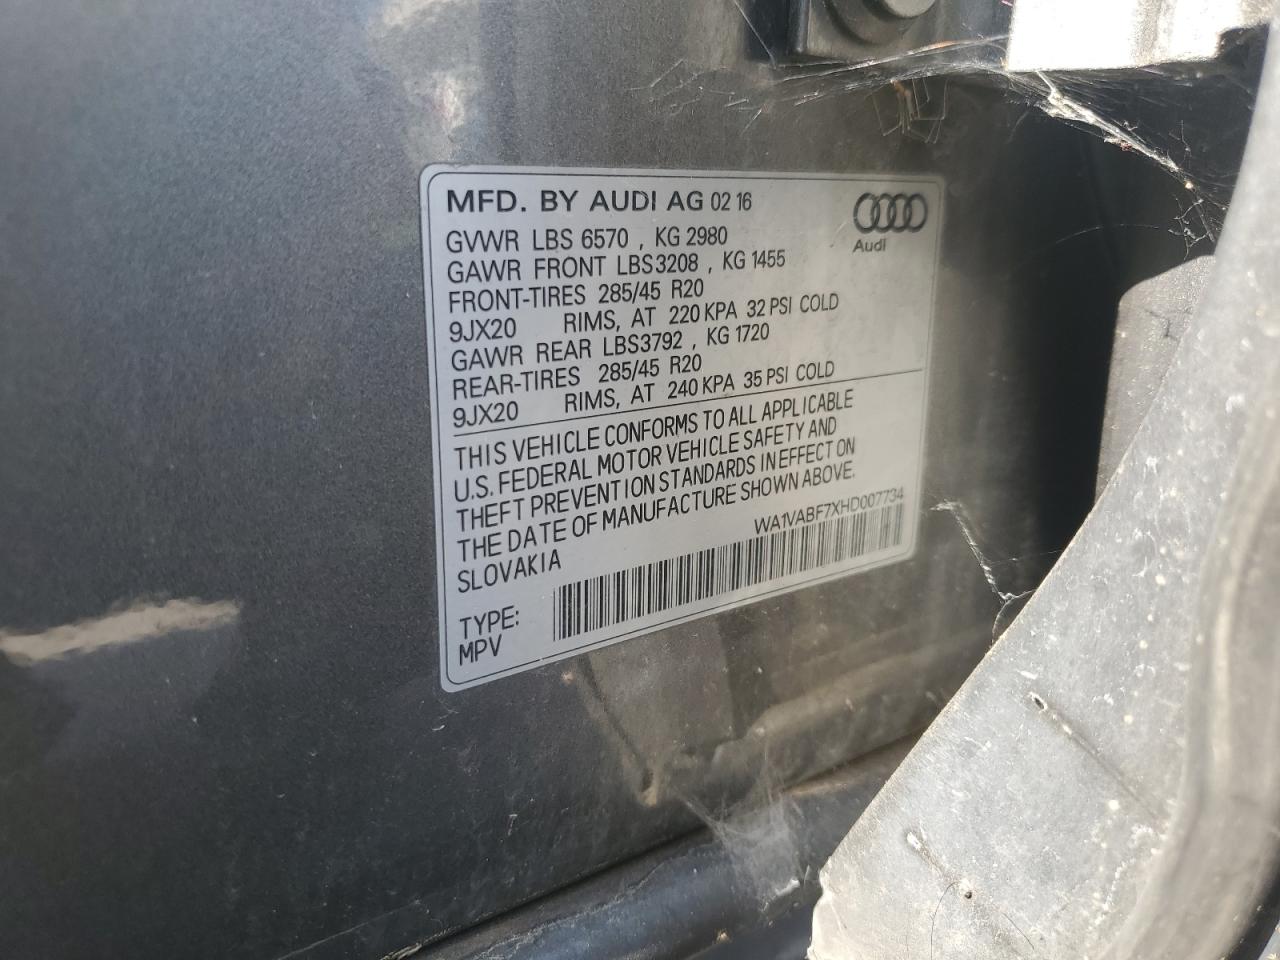 MFD. BY AUDI AG 02 16
Audi
GVWR LBS 6570 , KG 2980
GAWR FRONT LBS3208 , KG 1455
FRONT-TIRES 285/45 R20
9JX20 RIMS, AT 220 KPA 32 PSI COLD
GAWR REAR LBS3792 , KG 1720
REAR-TIRES 285/45 R20
9JX20 RIMS, AT 240 KPA 35 PSI COLD
THIS VEHICLE CONFORMS TO ALL APPLICABLE
U.S. FEDERAL MOTOR VEHICLE SAFETY AND
THEFT PREVENTION STANDARDS IN EFFECT ON
THE DATE OF MANUFACTURE SHOWN ABOVE.
SLOVAKIA
WA1VABF7XHD007734
TYPE:
MPV